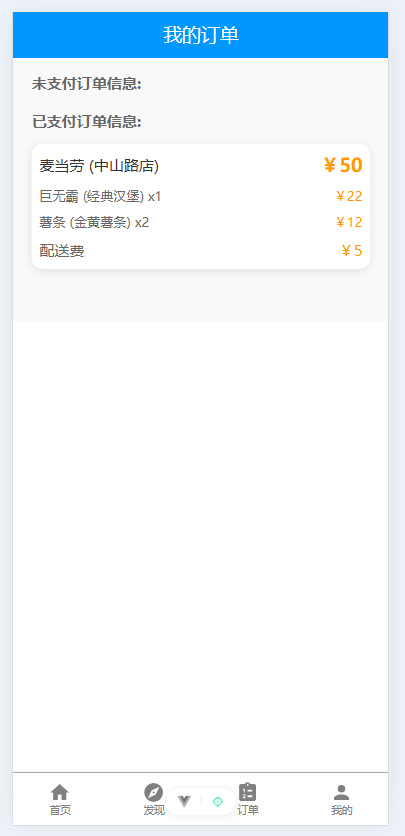 我的订单
未支付订单信息:
已支付订单信息:
麦当劳 (中山路店) ￥50
巨无霸 (经典汉堡) x1 ￥22
薯条 (金黄薯条) x2 ￥12
配送费 ￥5
首页 发现 订单 我的